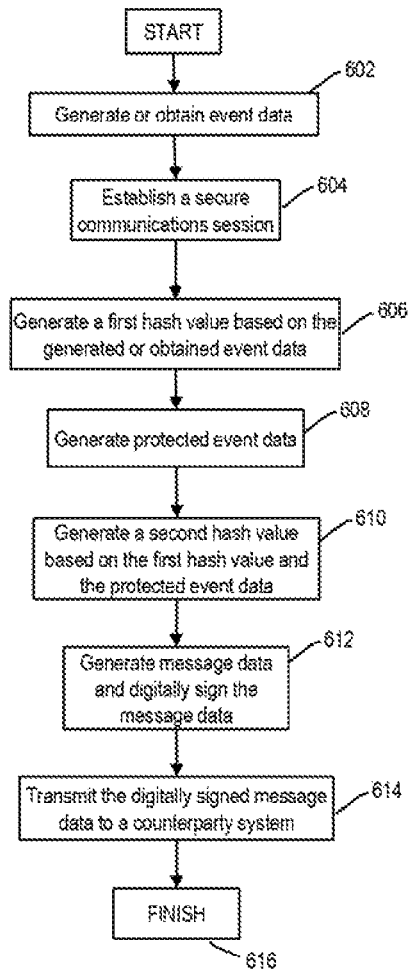 START
602
Generate or obtain event data
604
Establish a secure
communications session
606
Generate a first hash value based on the
generated or obtained event data
608
Generate protected event data
610
Generate a second hash value
based on the first hash value and
the protected event data
612
Generate message data
and digitally sign the
message data
614
Transmit the digitally signed message
data to a counterparty system
FINISH
616